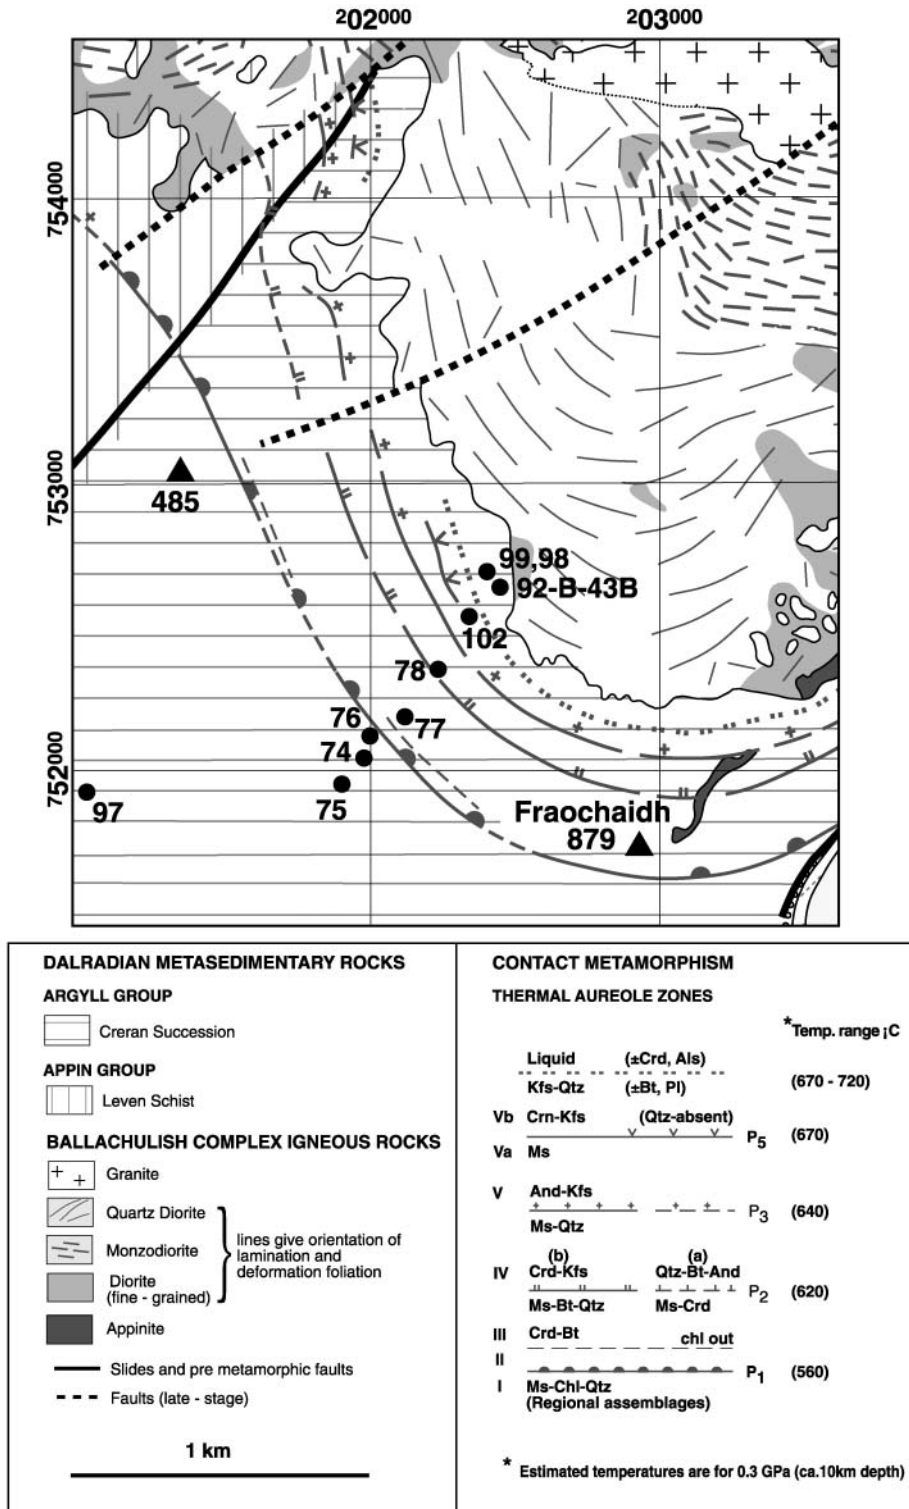 202000 203000
754000
753000
485
99,98
92-B-43B
102
78
76 77
74
97 75
Fraochaidh
879
752000
DALRADIAN METASEDIMENTARY ROCKS
ARGYLL GROUP
Creran Succession
APPIN GROUP
Leven Schist
BALLACHULISH COMPLEX IGNEOUS ROCKS
Granite
Quartz Diorite
Monzodiorite
Diorite
(fine - grained)
lines give orientation of
lamination and
deformation foliation
Appinite
Slides and pre metamorphic faults
Faults (late - stage)
1 km
CONTACT METAMORPHISM
THERMAL AUREOLE ZONES
*Temp. range ¡C
Liquid (±Crd, Als)
Kfs-Qtz (±Bt, Pl) (670 - 720)
Vb Crn-Kfs (Qtz-absent)
P5 (670)
Va Ms
V And-Kfs
P3 (640)
Ms-Qtz
(b) (a)
IV Crd-Kfs Qtz-Bt-And
P2 (620)
Ms-Bt-Qtz Ms-Crd
III Crd-Bt chl out
II
P1 (560)
I Ms-Chl-Qtz
(Regional assemblages)
* Estimated temperatures are for 0.3 GPa (ca.10km depth)